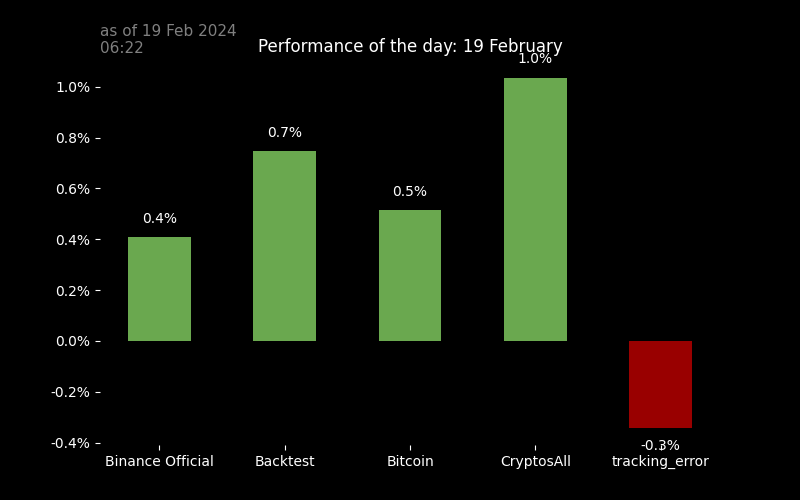 as of 19 Feb 2024
06:22
Performance of the day: 19 February
1.0%
0.8%
0.6%
0.4%
0.2%
0.0%
-0.2%
-0.4%
0.4%
0.7%
0.5%
1.0%
-0.3%
Binance Official
Backtest
Bitcoin
CryptosAll
tracking_error